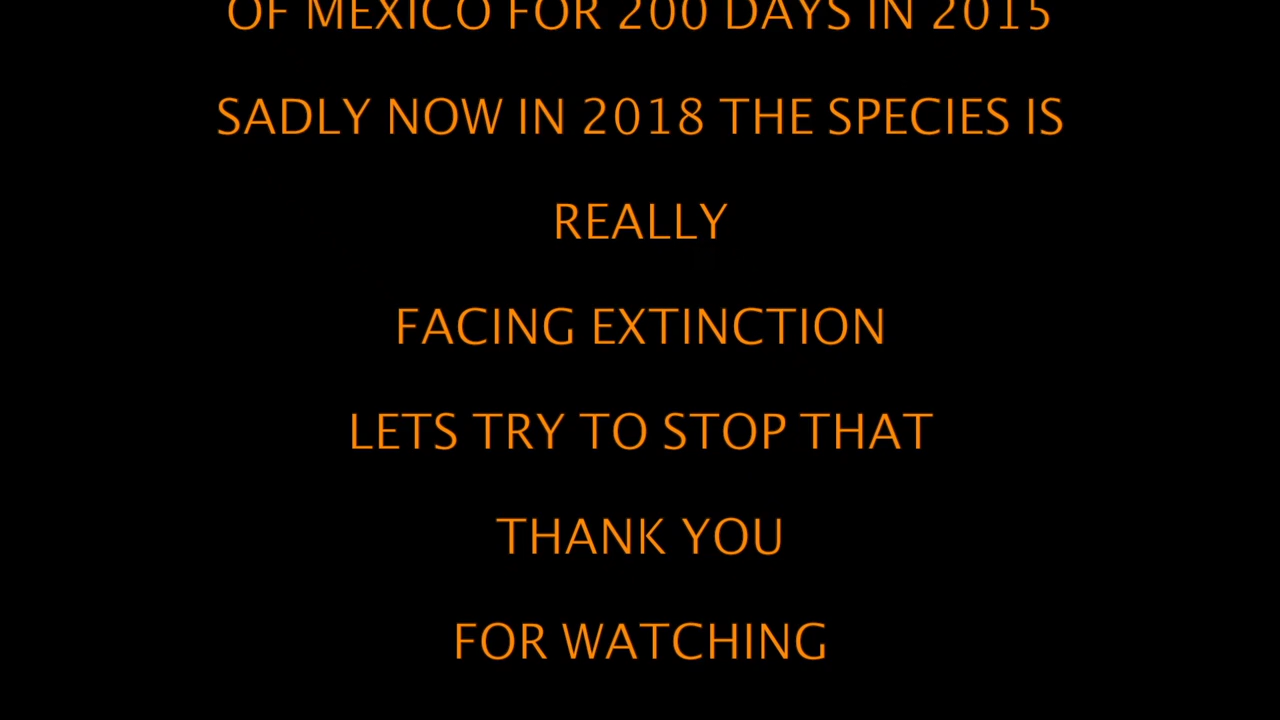 OF MEXICO FOR 200 DAYS IN 2015
SADLY NOW IN 2018 THE SPECIES IS
REALLY
FACING EXTINCTION
LETS TRY TO STOP THAT
THANK YOU
FOR WATCHING